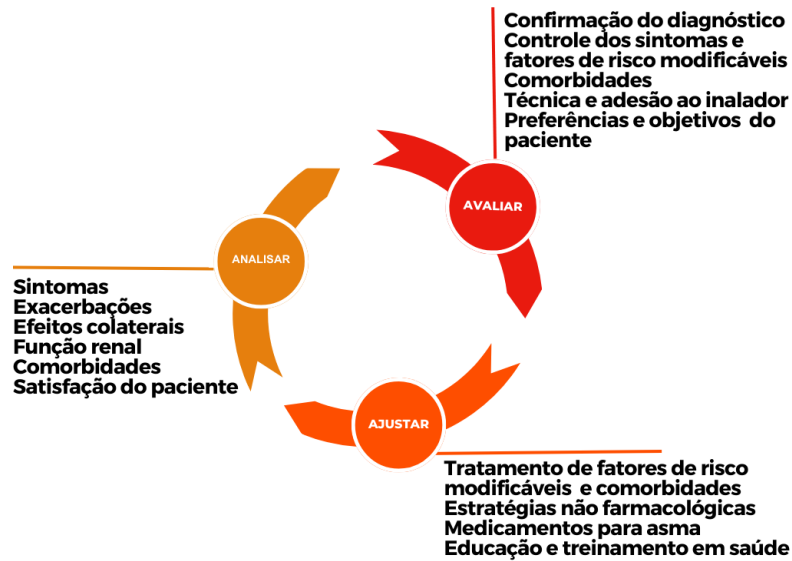 Confirmação do diagnóstico
Controle dos sintomas e
fatores de risco modificáveis
Comorbidades
Técnica e adesão ao inalador
Preferências e objetivos do
paciente
AVALIAR
ANALISAR
Sintomas
Exacerbações
Efeitos colaterais
Função renal
Comorbidades
Satisfação do paciente
AJUSTAR
Tratamento de fatores de risco
modificáveis e comorbidades
Estratégias não farmacológicas
Medicamentos para asma
Educação e treinamento em saúde